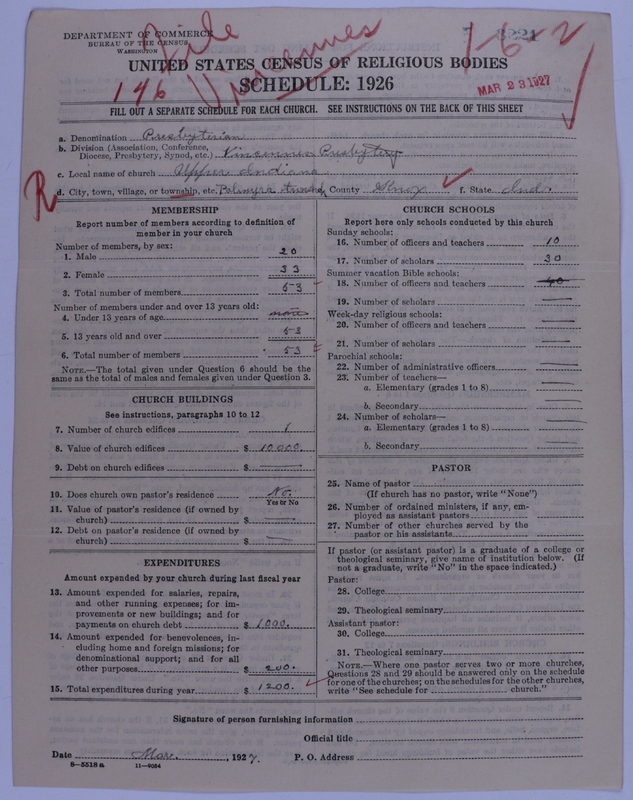 DEPARTMENT OF COMMERCE
BUREAU OF THE CENSUS
WASHINGTON
File
Vincennes
146
1-6-2
UNITED STATES CENSUS OF RELIGIOUS BODIES
SCHEDULE: 1926
MAR 23 1927
FILL OUT A SEPARATE SCHEDULE FOR EACH CHURCH. SEE INSTRUCTIONS ON THE BACK OF THIS SHEET
a. Denomination Presbyterian
b. Division (Association, Conference,
Diocese, Presbytery, Synod, etc.) Vincennes Presbytery
c. Local name of church Upper Indiana
R
d. City, town, village, or township, etc. Palmyra township County Knox f. State Ind.
MEMBERSHIP
Report number of members according to definition of
member in your church
Number of members, by sex:
1. Male 20
2. Female 33
3. Total number of members 53
Number of members under and over 13 years old:
4. Under 13 years of age none
5. 13 years old and over 53
6. Total number of members 53
NOTE.—The total given under Question 6 should be the
same as the total of males and females given under Question 3.
CHURCH BUILDINGS
See instructions, paragraphs 10 to 12
7. Number of church edifices 1
8. Value of church edifices $ 10000
9. Debt on church edifices $ —
10. Does church own pastor's residence No.
Yes or No
11. Value of pastor's residence (if owned by
church) $ —
12. Debt on pastor's residence (if owned by
church) $ —
EXPENDITURES
Amount expended by your church during last fiscal year
13. Amount expended for salaries, repairs,
and other running expenses; for im-
provements or new buildings; and for
payments on church debt $ 1000.
14. Amount expended for benevolences, in-
cluding home and foreign missions; for
denominational support; and for all
other purposes $ 200.
15. Total expenditures during year $ 1200.
CHURCH SCHOOLS
Report here only schools conducted by this church
Sunday schools:
16. Number of officers and teachers 10
17. Number of scholars 30
Summer vacation Bible schools:
18. Number of officers and teachers 40
19. Number of scholars —
Week-day religious schools:
20. Number of officers and teachers —
21. Number of scholars —
Parochial schools:
22. Number of administrative officers —
23. Number of teachers—
a. Elementary (grades 1 to 8) —
b. Secondary —
24. Number of scholars—
a. Elementary (grades 1 to 8) —
b. Secondary —
PASTOR
25. Name of pastor
(If church has no pastor, write "None")
26. Number of ordained ministers, if any, em-
ployed as assistant pastors
27. Number of other churches served by the
pastor or his assistants
If pastor (or assistant pastor) is a graduate of a college or
theological seminary, give name of institution below. (If
not a graduate, write "No" in the space indicated.)
Pastor:
28. College
29. Theological seminary
Assistant pastor:
30. College
31. Theological seminary
NOTE.—Where one pastor serves two or more churches,
Questions 28 and 29 should be answered only on the schedule
for one of the churches; on the schedules for the other churches,
write "See schedule for church."
Signature of person furnishing information
Official title
Date Mar. , 1927. P. O. Address
8—5518a 11—9054